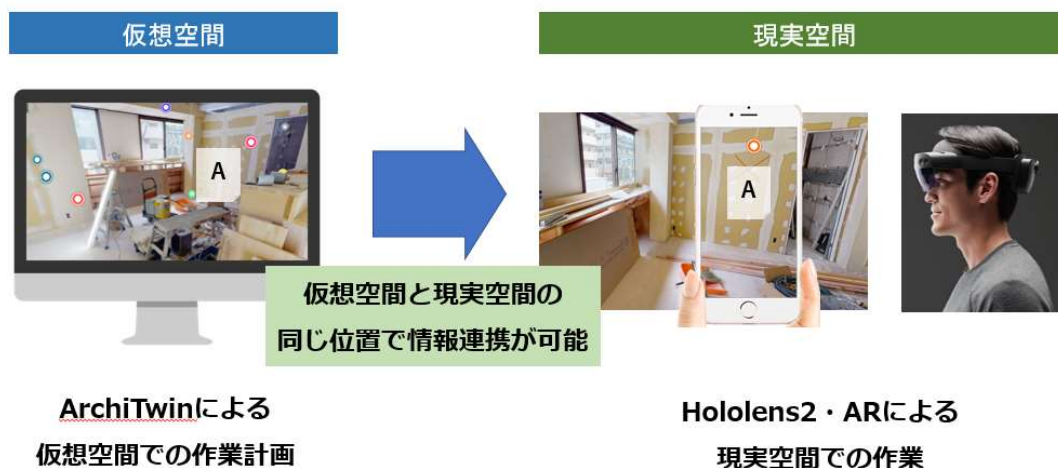 仮想空間
現実空間
A
A
仮想空間と現実空間の
同じ位置で情報連携が可能
ArchiTwinによる
仮想空間での作業計画
Hololens2・ARによる
現実空間での作業